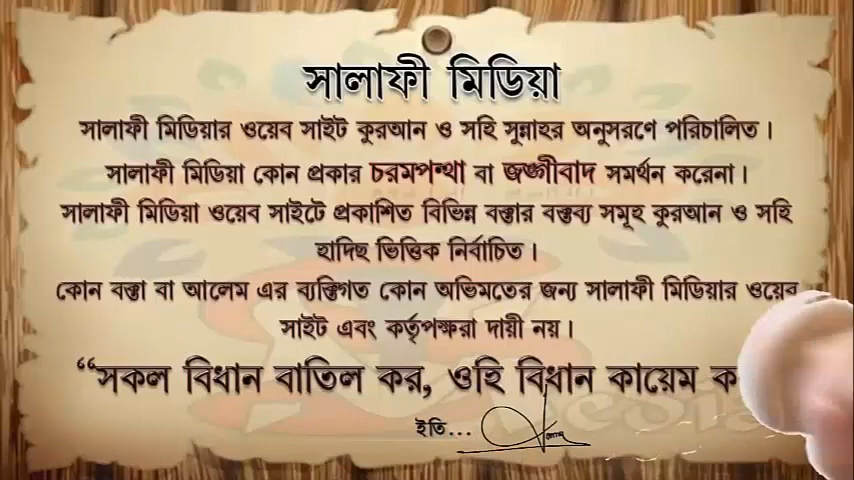 সালাফী মিডিয়া
সালাফী মিডিয়ার ওয়েব সাইট কুরআন ও সহি সুন্নাহর অনুসরণে পরিচালিত।
সালাফী মিডিয়া কোন প্রকার চরমপন্থা বা জঙ্গীবাদ সমর্থন করেনা।
সালাফী মিডিয়া ওয়েব সাইটে প্রকাশিত বিভিন্ন বক্তার বক্তব্য সমূহ কুরআন ও সহি
হাদিছ ভিত্তিক নির্বাচিত।
কোন বক্তা বা আলেম এর ব্যক্তিগত কোন অভিমতের জন্য সালাফী মিডিয়ার ওয়েব
সাইট এবং কর্তৃপক্ষরা দায়ী নয়।
“সকল বিধান বাতিল কর, ওহি বিধান কায়েম ক
ইতি...